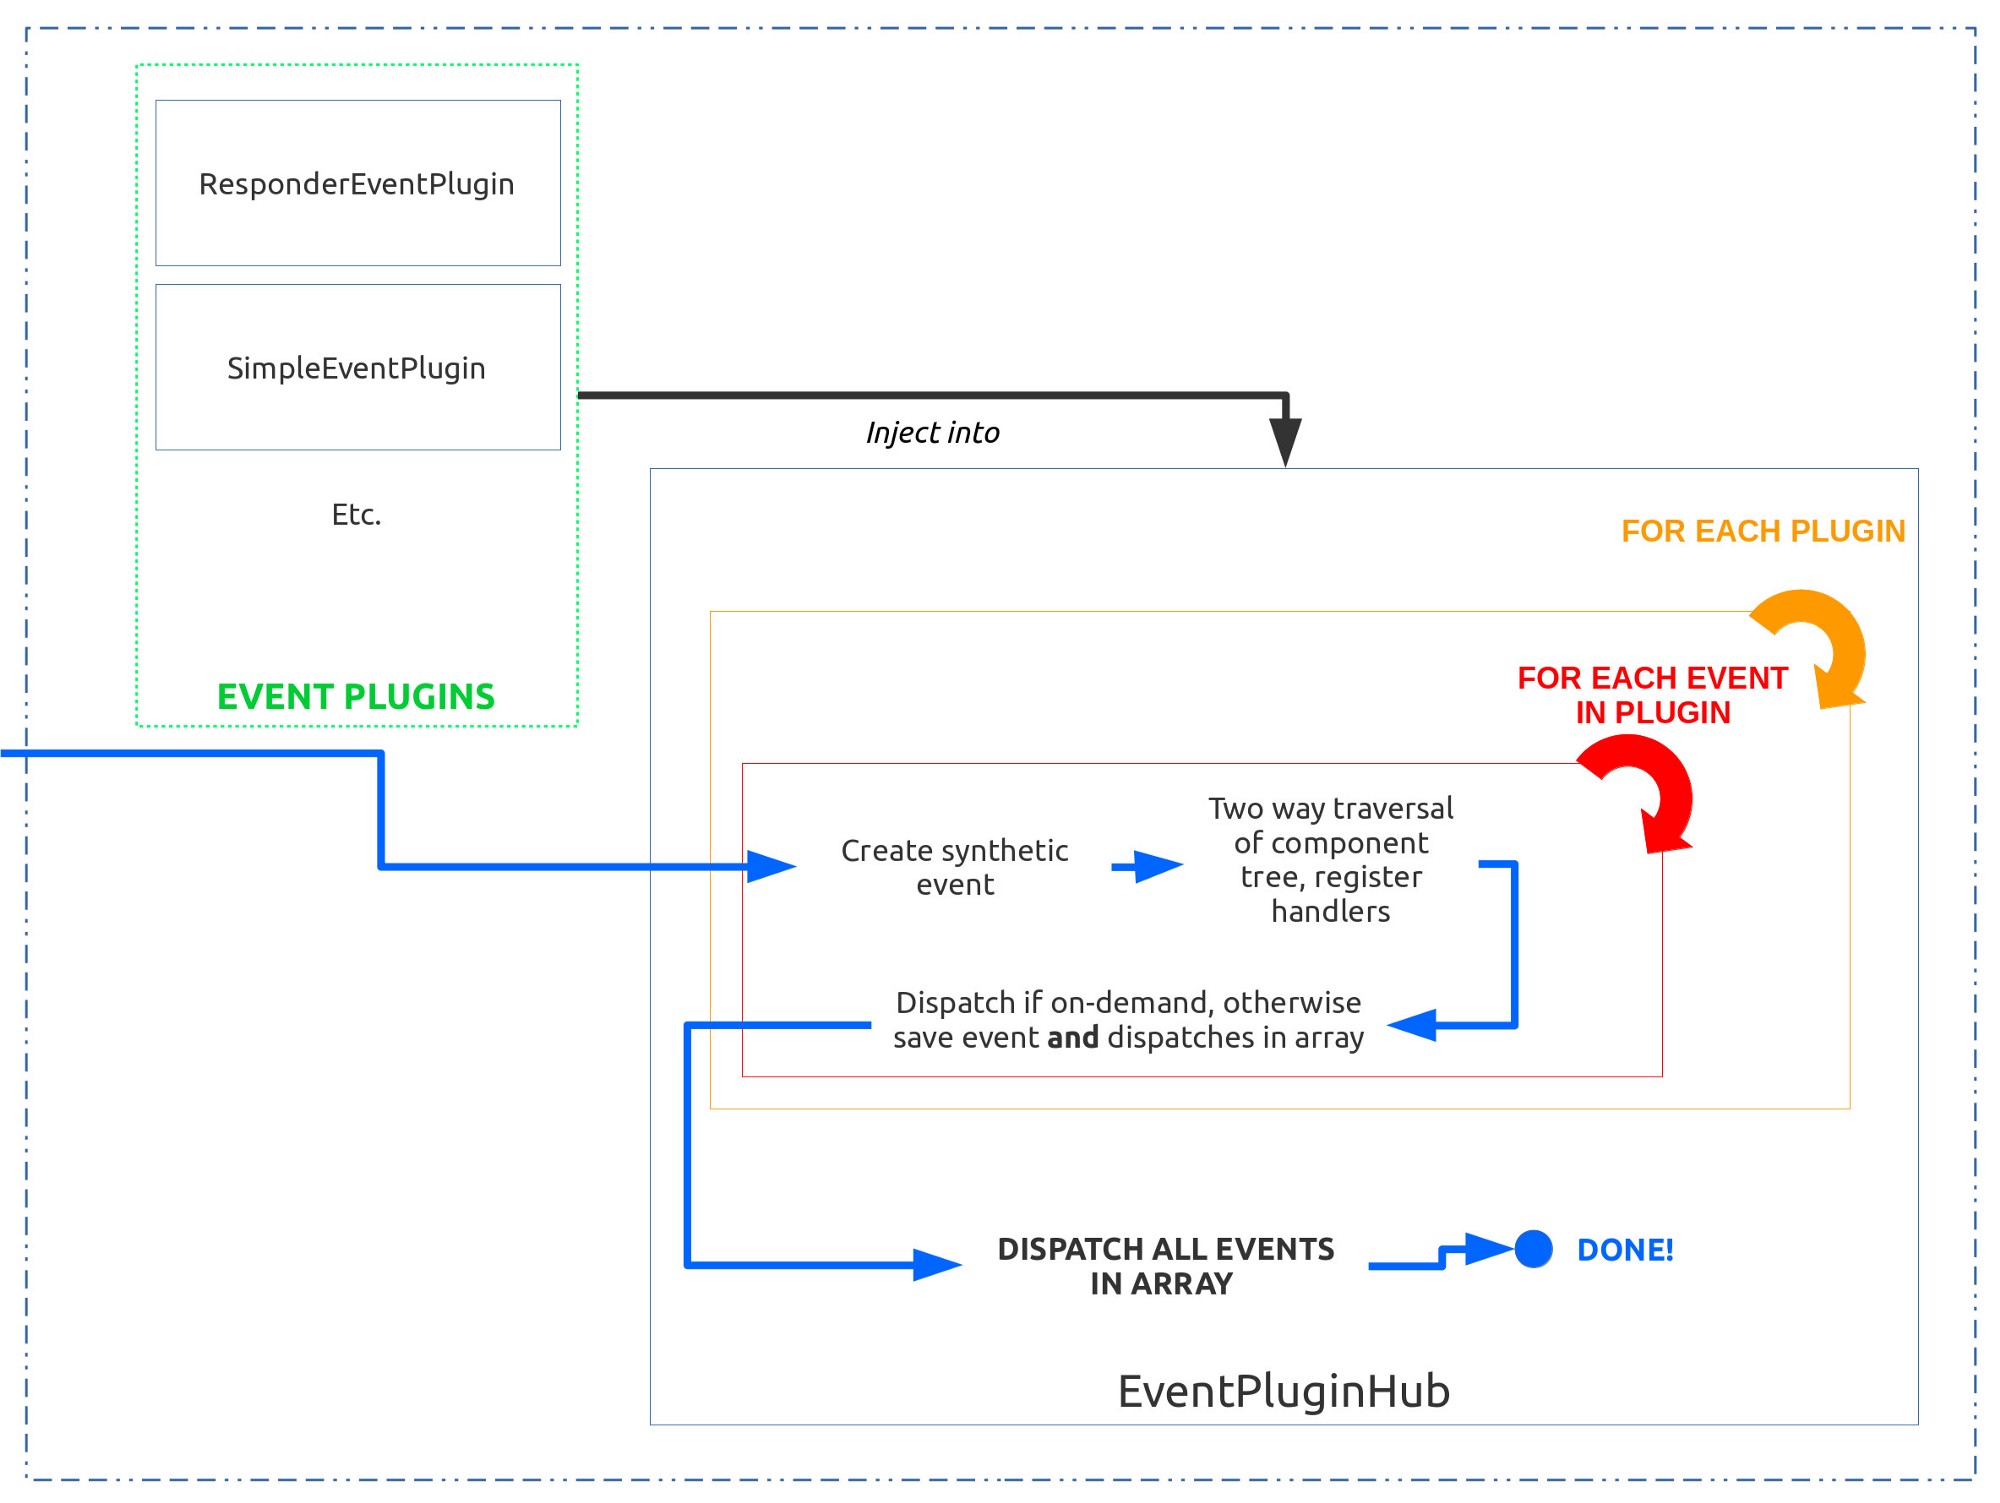 ResponderEventPlugin
SimpleEventPlugin
Etc.
EVENT PLUGINS
Inject into
FOR EACH PLUGIN
FOR EACH EVENT
IN PLUGIN
Create synthetic
event
Two way traversal
of component
tree, register
handlers
Dispatch if on-demand, otherwise
save event and dispatches in array
DISPATCH ALL EVENTS
IN ARRAY
DONE!
EventPluginHub